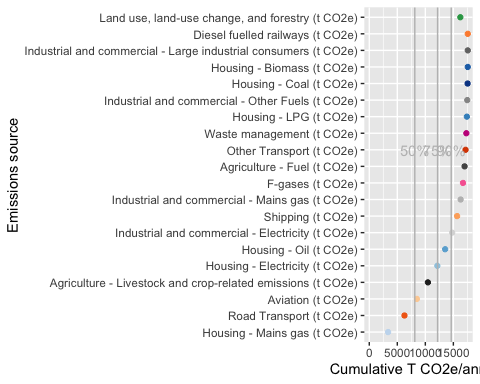 Emissions source
Land use, land-use change, and forestry (t CO2e)
Diesel fuelled railways (t CO2e)
Industrial and commercial - Large industrial consumers (t CO2e)
Housing - Biomass (t CO2e)
Housing - Coal (t CO2e)
Industrial and commercial - Other Fuels (t CO2e)
Housing - LPG (t CO2e)
Waste management (t CO2e)
Other Transport (t CO2e)
Agriculture - Fuel (t CO2e)
F-gases (t CO2e)
Industrial and commercial - Mains gas (t CO2e)
Shipping (t CO2e)
Industrial and commercial - Electricity (t CO2e)
Housing - Oil (t CO2e)
Housing - Electricity (t CO2e)
Agriculture - Livestock and crop-related emissions (t CO2e)
Aviation (t CO2e)
Road Transport (t CO2e)
Housing - Mains gas (t CO2e)
50% 75% 90%
0 5000 10000 15000
Cumulative T CO2e/ann